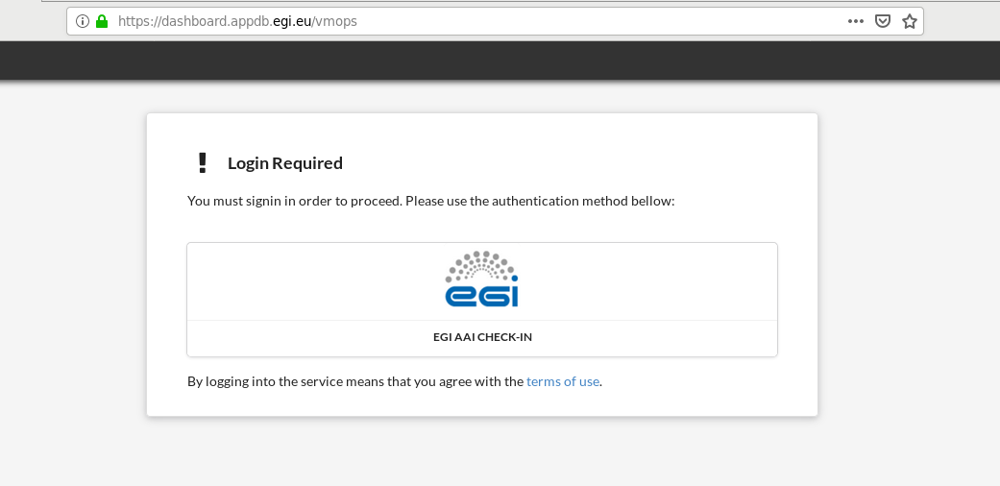 https://dashboard.appdb.egi.eu/vmops
Login Required
You must signin in order to proceed. Please use the authentication method bellow:
egi
EGI AAI CHECK-IN
By logging into the service means that you agree with the terms of use.